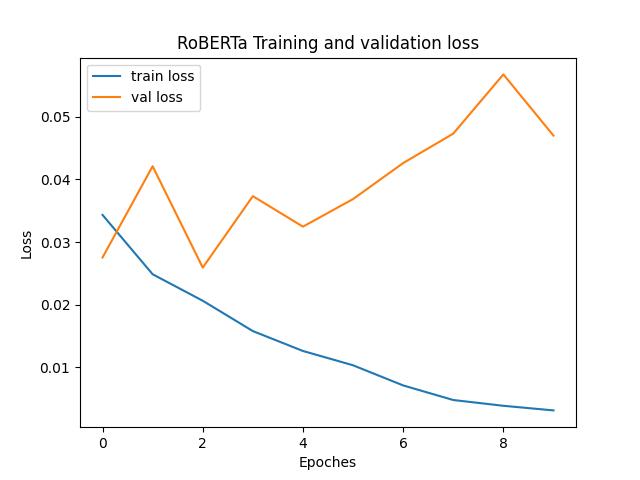 RoBERTa Training and validation loss
train loss
val loss
0.05
0.04
0.03
0.02
0.01
Loss
0 2 4 6 8
Epoches